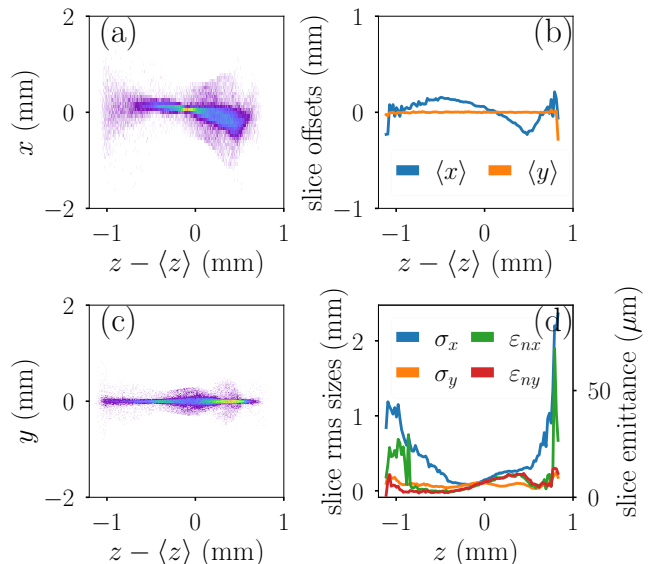 (a)
2
0
−2
x (mm)
−1 0 1
z − ⟨z⟩ (mm)
(b)
1
0
−1
slice offsets (mm)
⟨x⟩ ⟨y⟩
−1 0 1
z − ⟨z⟩ (mm)
(c)
2
0
−2
y (mm)
−1 0 1
z − ⟨z⟩ (mm)
(d)
2
1
0
slice rms sizes (mm)
σx εnx
σy εny
50
0
slice emittance (μm)
−1 0 1
z (mm)